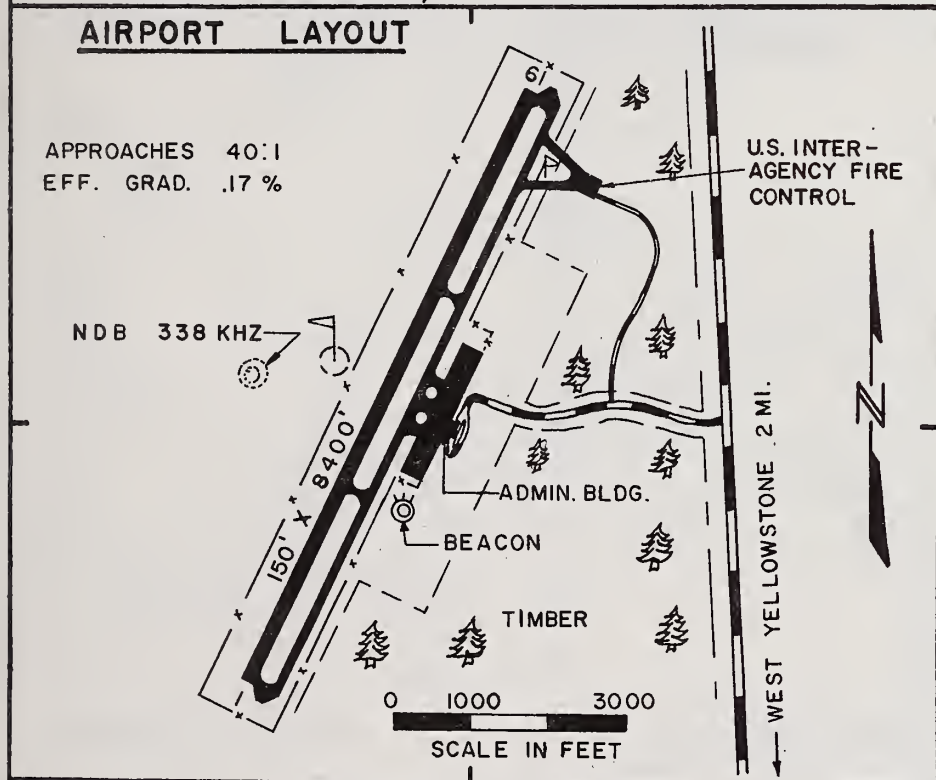 AIRPORT LAYOUT
APPROACHES 40:1
EFF. GRAD. .17 %
19
U.S. INTER-
AGENCY FIRE
CONTROL
NDB 338 KHZ
N
150' X 8400'
ADMIN. BLDG.
BEACON
TIMBER
WEST YELLOWSTONE .2 MI.
0 1000 3000
SCALE IN FEET